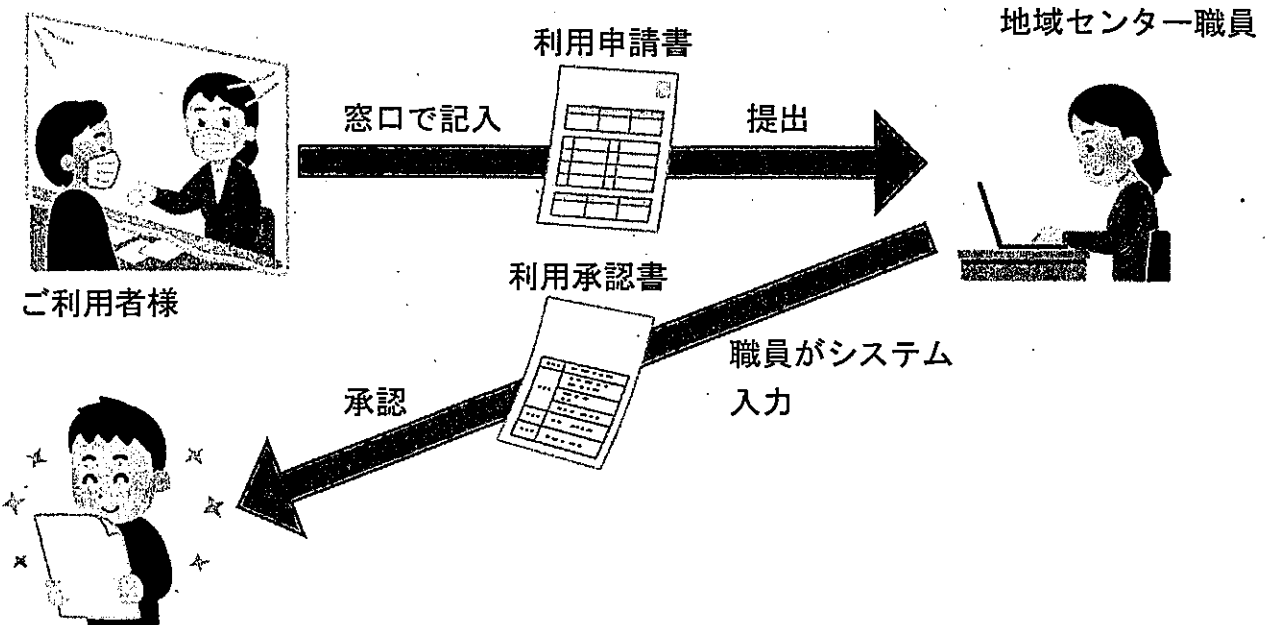 地域センター職員
利用申請書
窓口で記入
提出
ご利用者様
利用承認書
職員がシステム
入力
承認